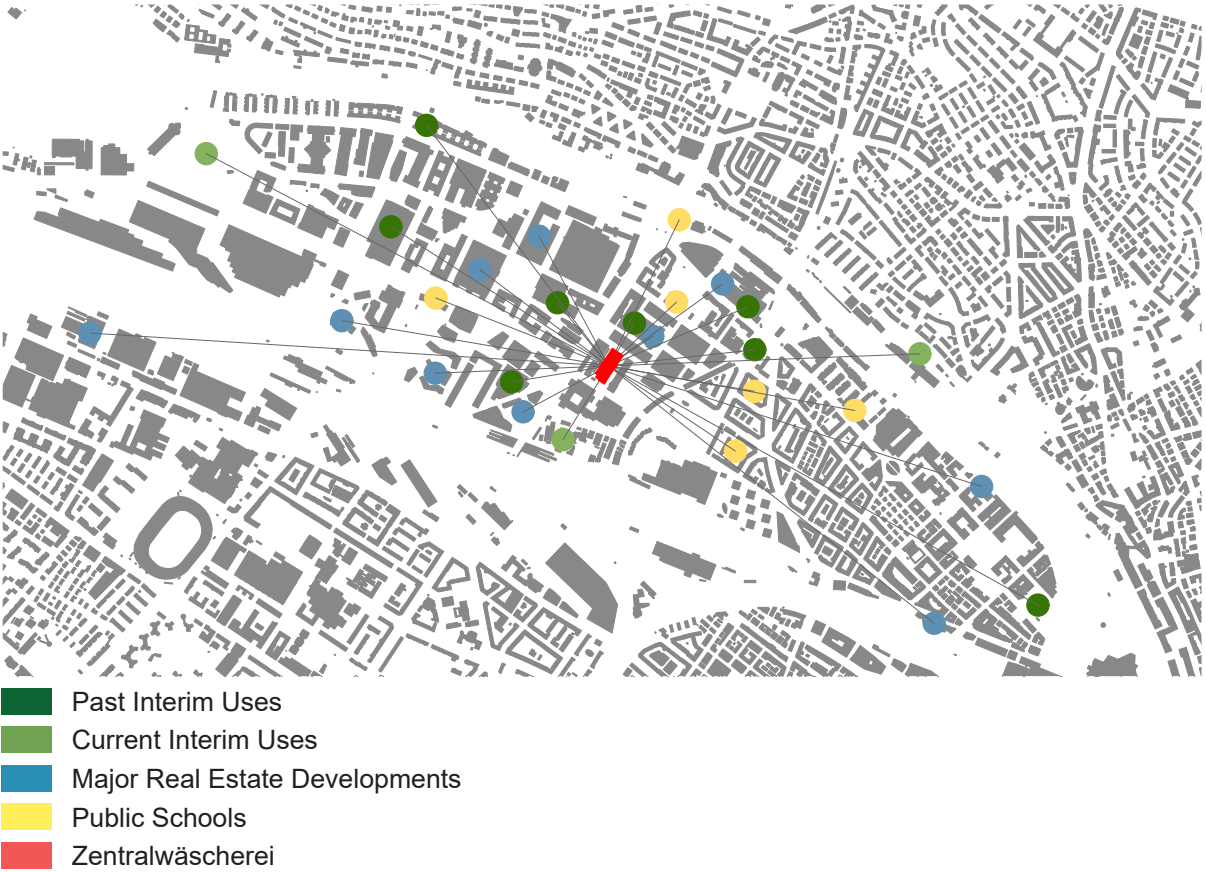 Past Interim Uses
Current Interim Uses
Major Real Estate Developments
Public Schools
Zentralwäscherei